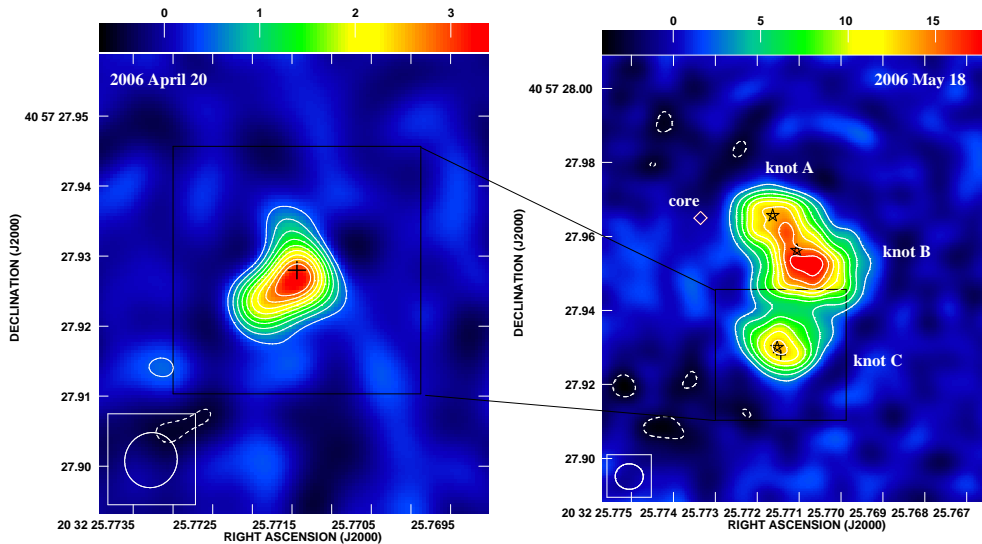 0 1 2 3
2006 April 20
40 57 27.95
27.94
27.93
27.92
27.91
27.90
DECLINATION (J2000)
20 32 25.7735 25.7725 25.7715 25.7705 25.7695
RIGHT ASCENSION (J2000)
0 5 10 15
2006 May 18
40 57 28.00
27.98
27.96
27.94
27.92
27.90
DECLINATION (J2000)
knot A
core
knot B
knot C
20 32 25.775 25.774 25.773 25.772 25.771 25.770 25.769 25.768 25.767
RIGHT ASCENSION (J2000)